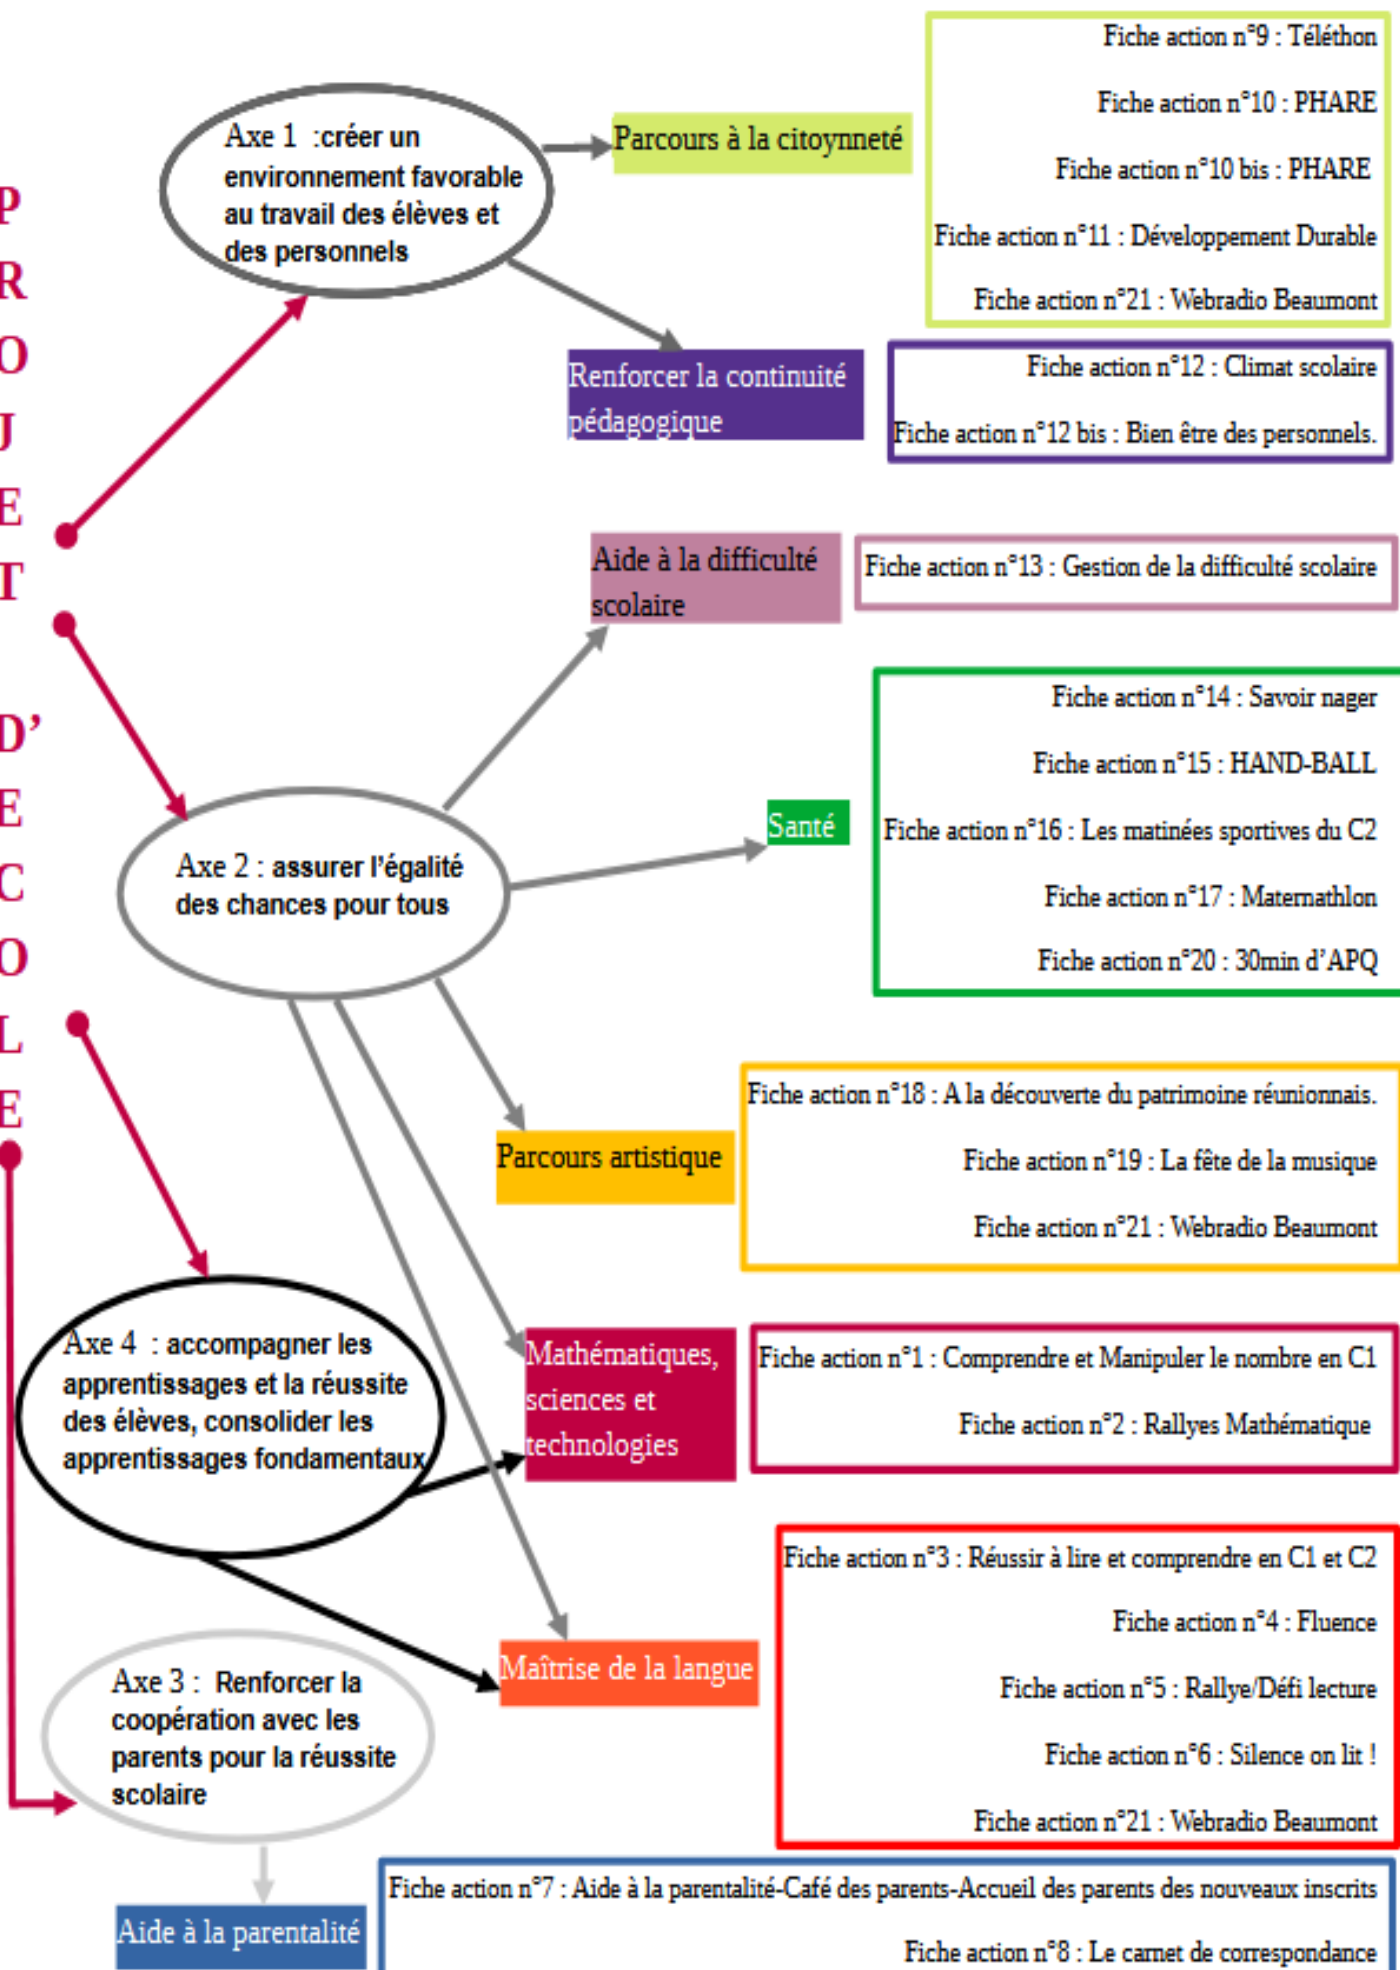 P
R
O
J
E
T
D’
E
C
O
L
E
Axe 1  :créer un
environnement favorable
au travail des élèves et
des personnels
Parcours à la citoynneté
Fiche action n°9 : Téléthon
Fiche action n°10 : PHARE
Fiche action n°10 bis : PHARE
Fiche action n°11 : Développement Durable
Fiche action n°21 : Webradio Beaumont
Renforcer la continuité
pédagogique
Fiche action n°12 : Climat scolaire
Fiche action n°12 bis : Bien être des personnels.
Axe 2 : assurer l’égalité
des chances pour tous
Aide à la difficulté
scolaire
Fiche action n°13 : Gestion de la difficulté scolaire
Santé
Fiche action n°14 : Savoir nager
Fiche action n°15 : HAND-BALL
Fiche action n°16 : Les matinées sportives du C2
Fiche action n°17 : Maternathlon
Fiche action n°20 : 30min d’APQ
Parcours artistique
Fiche action n°18 : A la découverte du patrimoine réunionnais.
Fiche action n°19 : La fête de la musique
Fiche action n°21 : Webradio Beaumont
Axe 4  : accompagner les
apprentissages et la réussite
des élèves, consolider les
apprentissages fondamentaux
Mathématiques,
sciences et
technologies
Fiche action n°1 : Comprendre et Manipuler le nombre en C1
Fiche action n°2 : Rallyes Mathématique
Maîtrise de la langue
Fiche action n°3 : Réussir à lire et comprendre en C1 et C2
Fiche action n°4 : Fluence
Fiche action n°5 : Rallye/Défi lecture
Fiche action n°6 : Silence on lit !
Fiche action n°21 : Webradio Beaumont
Axe 3 :  Renforcer la
coopération avec les
parents pour la réussite
scolaire
Aide à la parentalité
Fiche action n°7 : Aide à la parentalité-Café des parents-Accueil des parents des nouveaux inscrits
Fiche action n°8 : Le carnet de correspondance